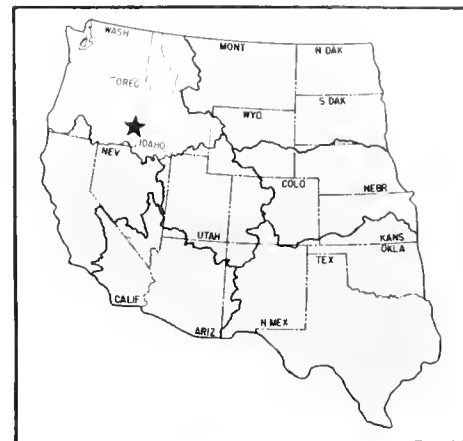 WASH
MONT
N DAK
OREG
S DAK
WYO
IDAHO
NEV
COLO
NEBR
UTAH
KANS
OKLA
TEX
CALIF
N MEX
ARIZ